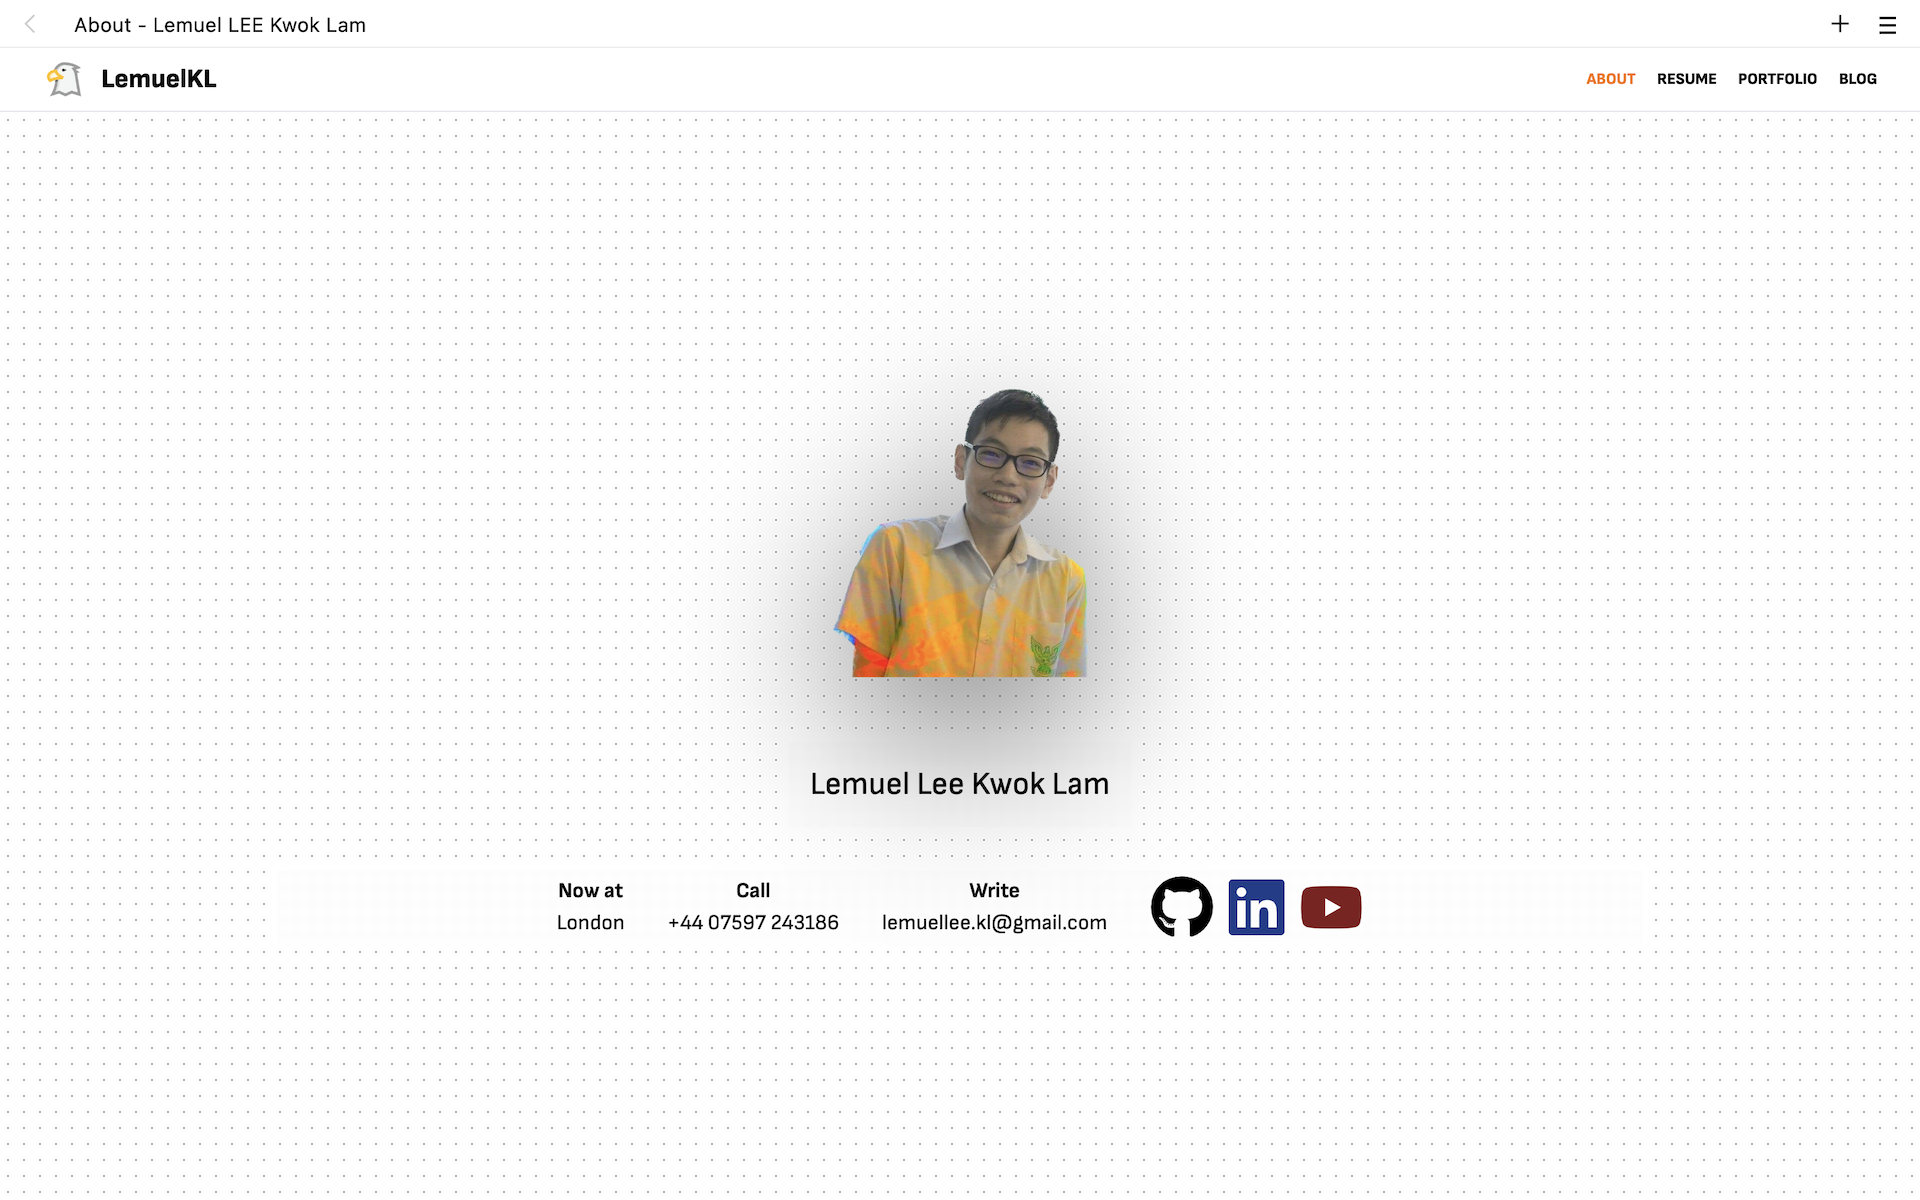 About - Lemuel LEE Kwok Lam
LemuelKL
ABOUT RESUME PORTFOLIO BLOG
Lemuel Lee Kwok Lam
Now at Call Write
London +44 07597 243186 lemuellee.kl@gmail.com
in